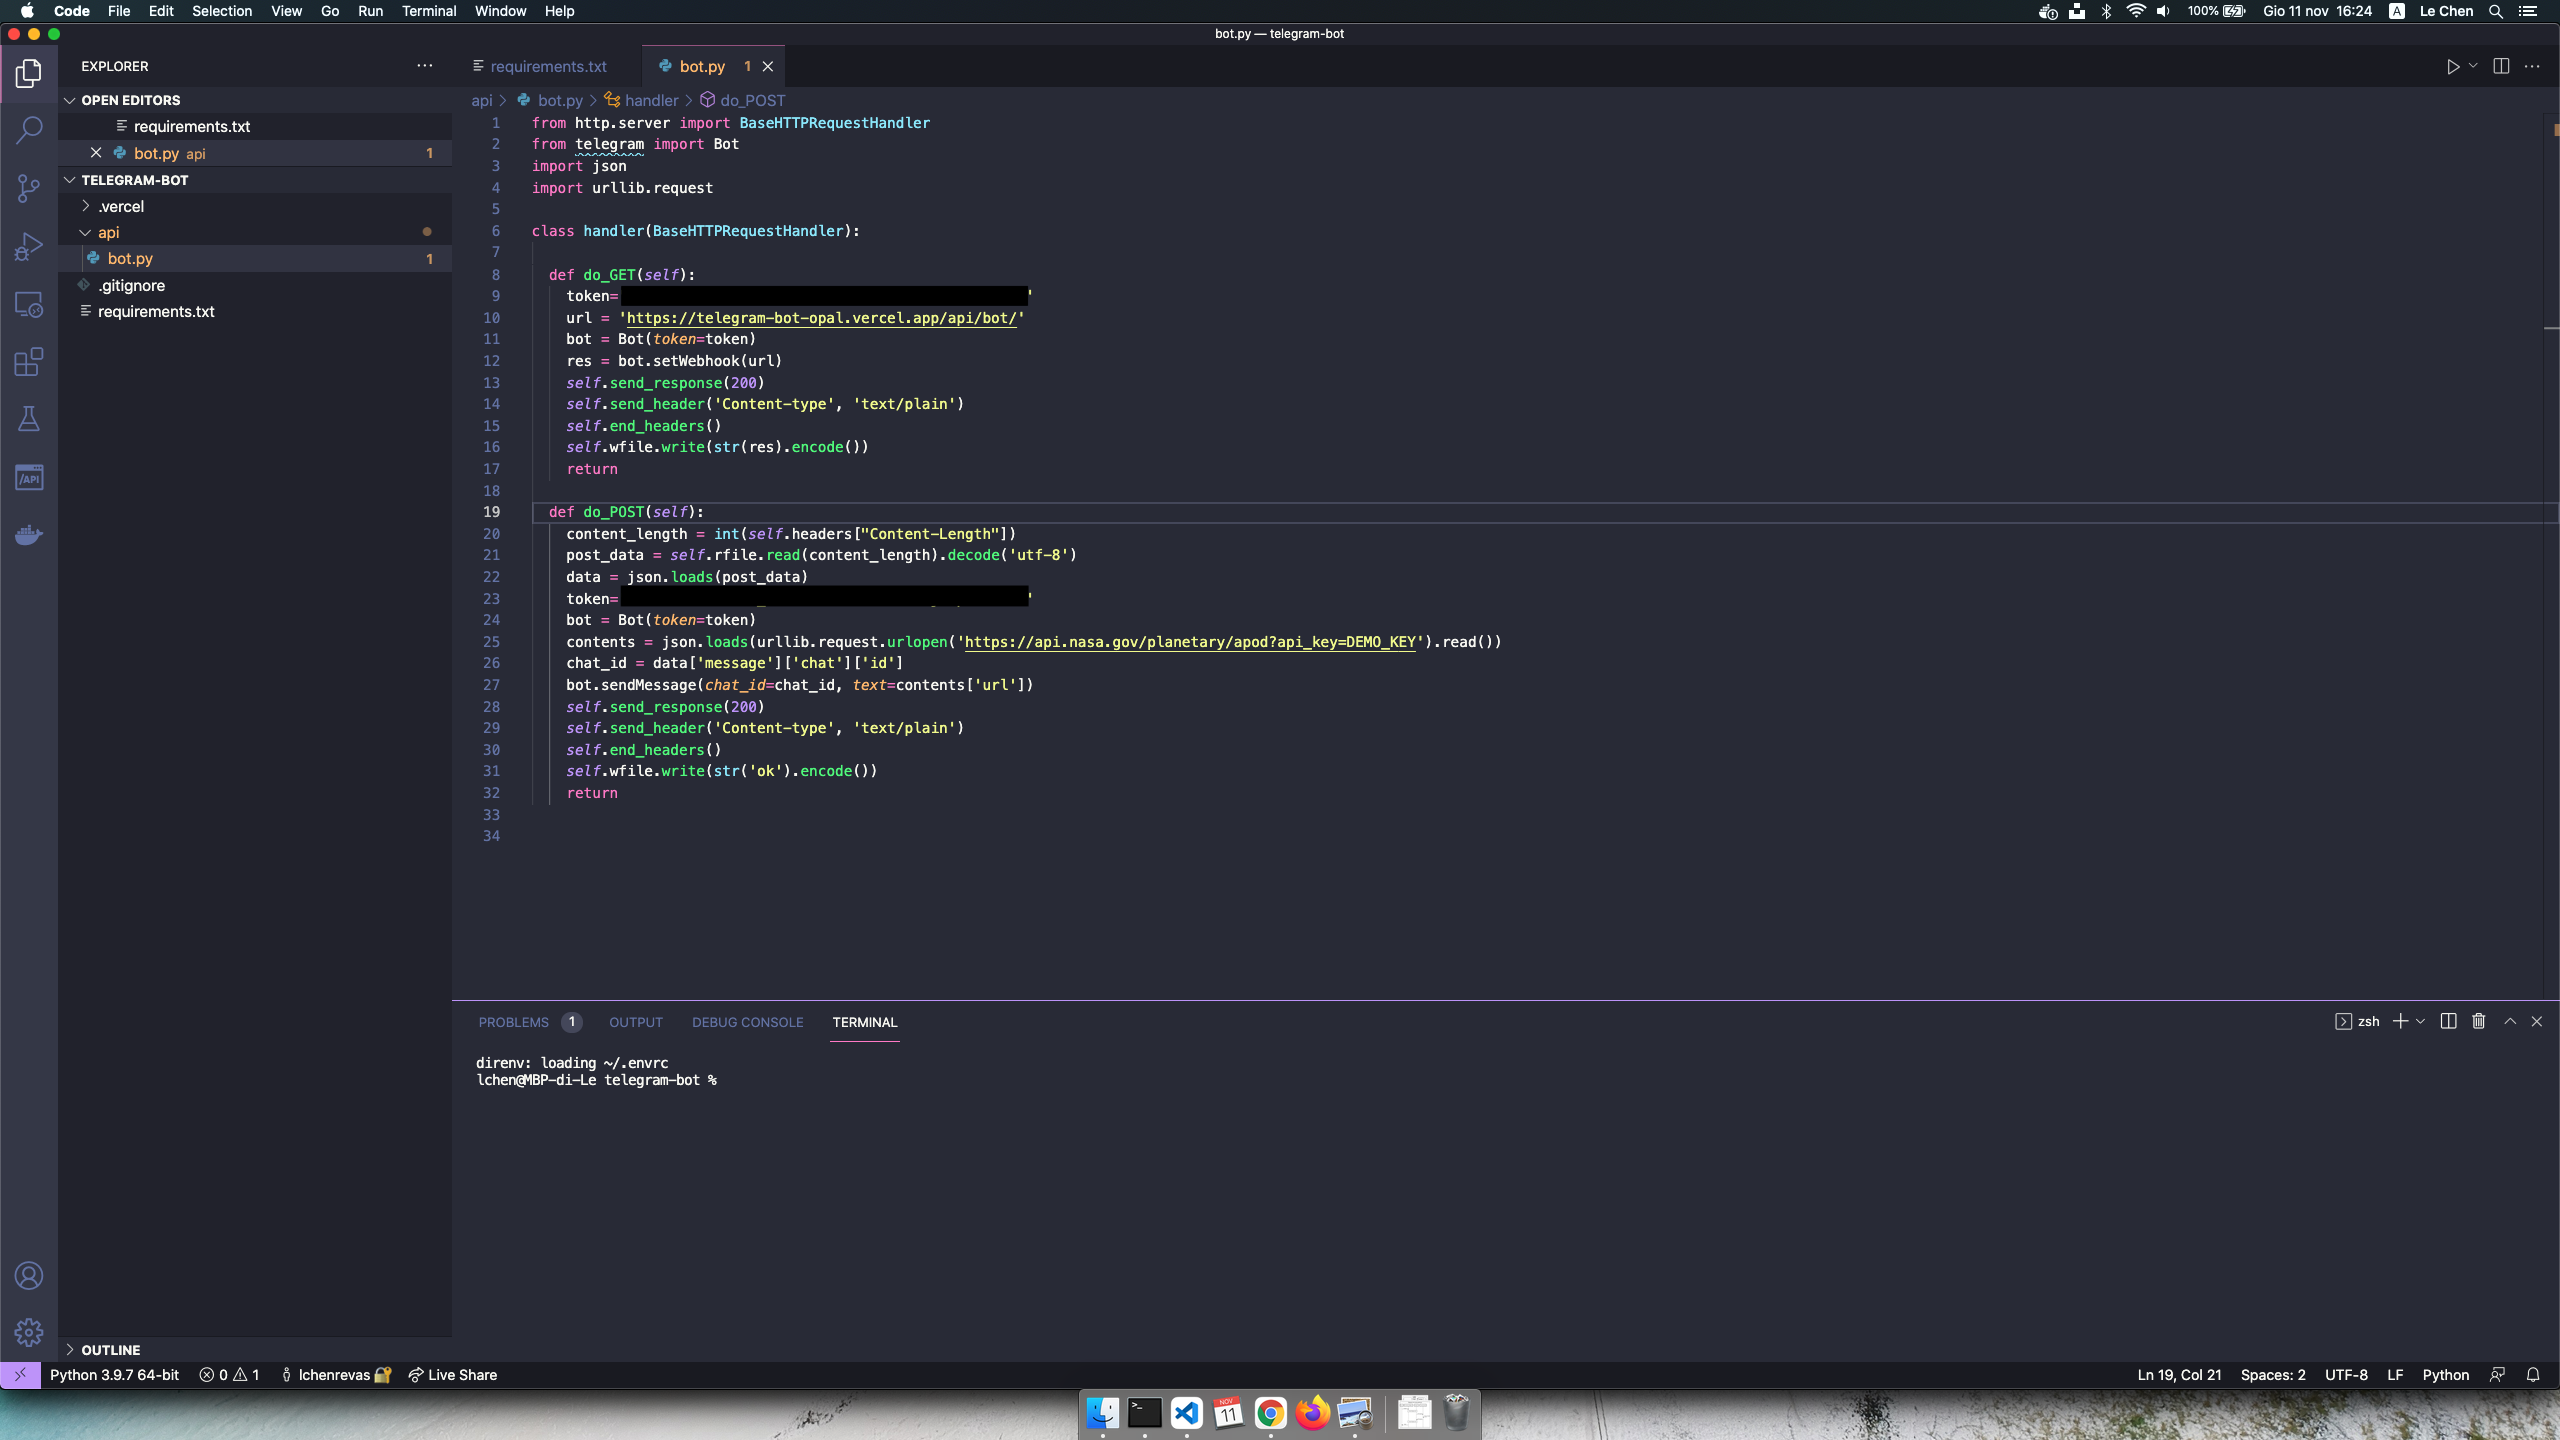 Code File Edit Selection View Go Run Terminal Window Help
100% Gio 11 nov 16:24 A Le Chen
bot.py — telegram-bot
EXPLORER
OPEN EDITORS
requirements.txt
bot.py api 1
TELEGRAM-BOT
.vercel
api
bot.py 1
.gitignore
requirements.txt
/API
OUTLINE
requirements.txt bot.py 1
api bot.py handler do_POST
1 from http.server import BaseHTTPRequestHandler
2 from telegram import Bot
3 import json
4 import urllib.request
5
6 class handler(BaseHTTPRequestHandler):
7
8 def do_GET(self):
9 token= '
10 url = 'https://telegram-bot-opal.vercel.app/api/bot/'
11 bot = Bot(token=token)
12 res = bot.setWebhook(url)
13 self.send_response(200)
14 self.send_header('Content-type', 'text/plain')
15 self.end_headers()
16 self.wfile.write(str(res).encode())
17 return
18
19 def do_POST(self):
20 content_length = int(self.headers["Content-Length"])
21 post_data = self.rfile.read(content_length).decode('utf-8')
22 data = json.loads(post_data)
23 token= '
24 bot = Bot(token=token)
25 contents = json.loads(urllib.request.urlopen('https://api.nasa.gov/planetary/apod?api_key=DEMO_KEY').read())
26 chat_id = data['message']['chat']['id']
27 bot.sendMessage(chat_id=chat_id, text=contents['url'])
28 self.send_response(200)
29 self.send_header('Content-type', 'text/plain')
30 self.end_headers()
31 self.wfile.write(str('ok').encode())
32 return
33
34
PROBLEMS 1 OUTPUT DEBUG CONSOLE TERMINAL
zsh
direnv: loading ~/.envrc
lchen@MBP-di-Le telegram-bot %
Python 3.9.7 64-bit 0 1 lchenrevas Live Share
Ln 19, Col 21 Spaces: 2 UTF-8 LF Python
NOV
11